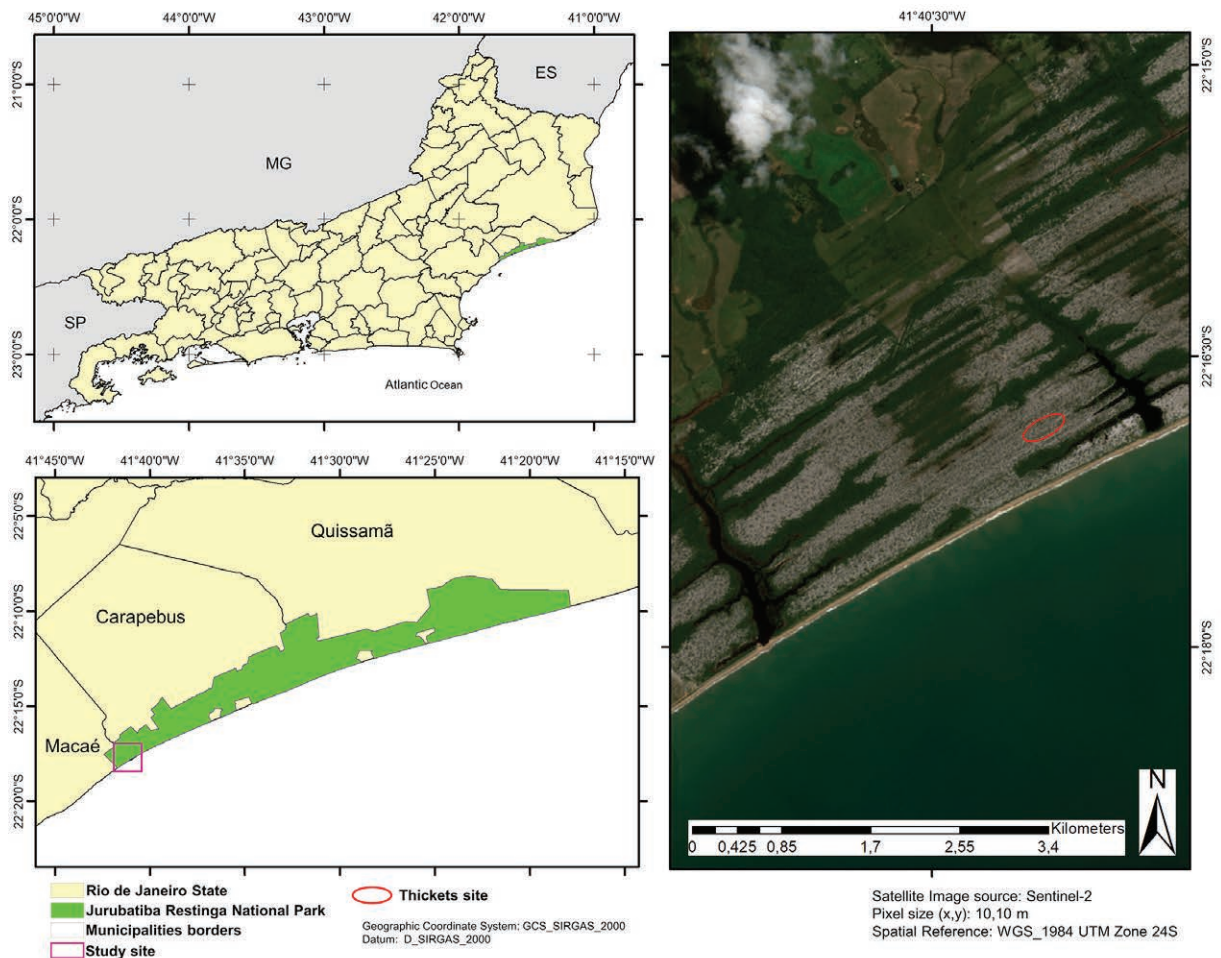 45°0'0"W 44°0'0"W 43°0'0"W 42°0'0"W 41°0'0"W
21°0'0"S
22°0'0"S
23°0'0"S
ES
MG
SP
Atlantic Ocean
41°45'0"W 41°40'0"W 41°35'0"W 41°30'0"W 41°25'0"W 41°20'0"W 41°15'0"W
22°5'0"S
22°10'0"S
22°15'0"S
22°20'0"S
Quissamã
Carapebus
Macaé
Rio de Janeiro State
Jurubatiba Restinga National Park
Municipalities borders
Study site
Thickets site
Geographic Coordinate System: GCS_SIRGAS_2000
Datum: D_SIRGAS_2000
41°40'30"W
22°15'0"S
22°16'30"S
22°18'0"S
N
Kilometers
0 0,425 0,85 1,7 2,55 3,4
Satellite Image source: Sentinel-2
Pixel size (x,y): 10,10 m
Spatial Reference: WGS_1984 UTM Zone 24S